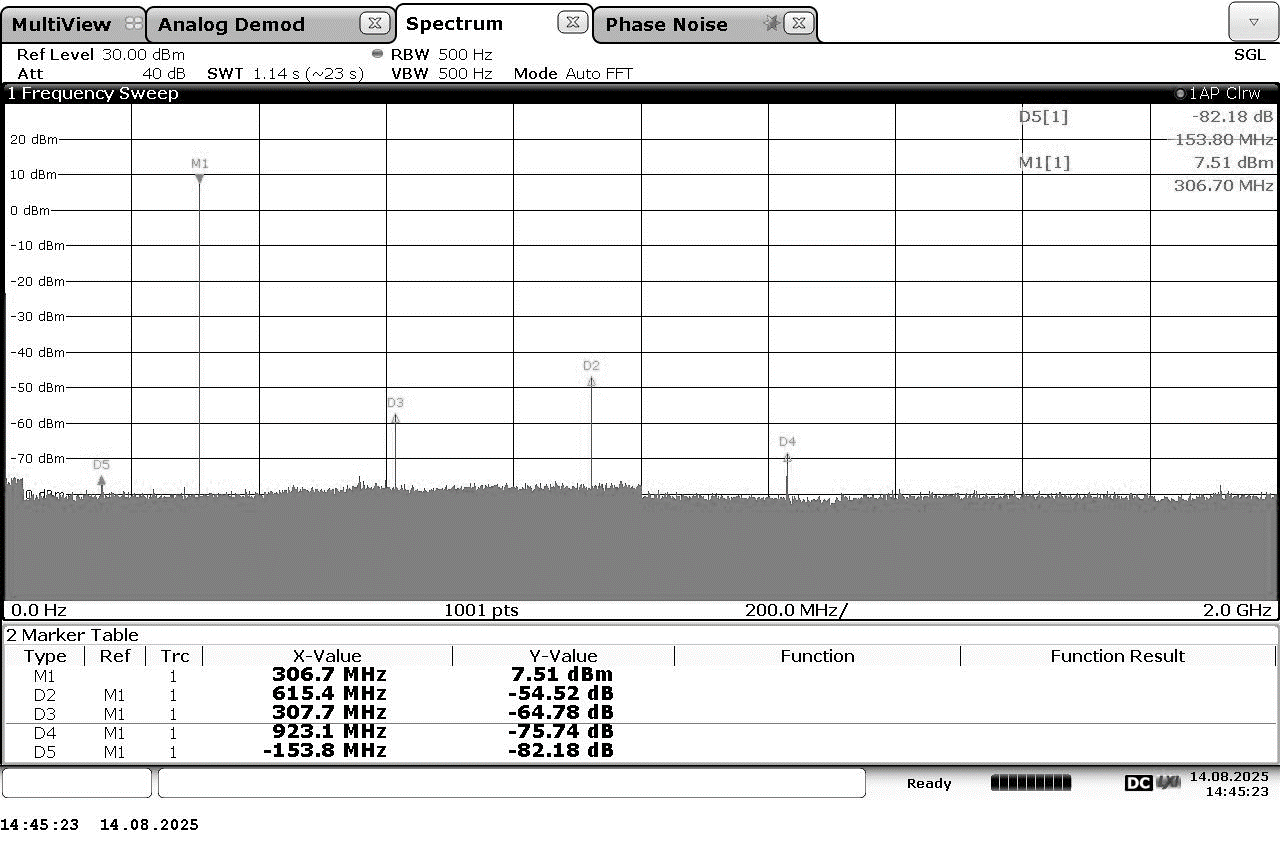 MultiView Analog Demod Spectrum Phase Noise
Ref Level 30.00 dBm RBW 500 Hz SGL
Att 40 dB SWT 1.14 s (~23 s) VBW 500 Hz Mode Auto FFT
1 Frequency Sweep 1AP Clrw
D5[1] -82.18 dB
153.80 MHz
M1[1] 7.51 dBm
306.70 MHz
20 dBm
M1
10 dBm
0 dBm
-10 dBm
-20 dBm
-30 dBm
-40 dBm
D2
-50 dBm
D3
-60 dBm
D4
-70 dBm
D5
0.0 Hz 1001 pts 200.0 MHz/ 2.0 GHz
2 Marker Table
Type Ref Trc X-Value Y-Value Function Function Result
M1 1 306.7 MHz 7.51 dBm
D2 M1 1 615.4 MHz -54.52 dB
D3 M1 1 307.7 MHz -64.78 dB
D4 M1 1 923.1 MHz -75.74 dB
D5 M1 1 -153.8 MHz -82.18 dB
Ready DC LXI 14.08.2025
14:45:23
14:45:23 14.08.2025